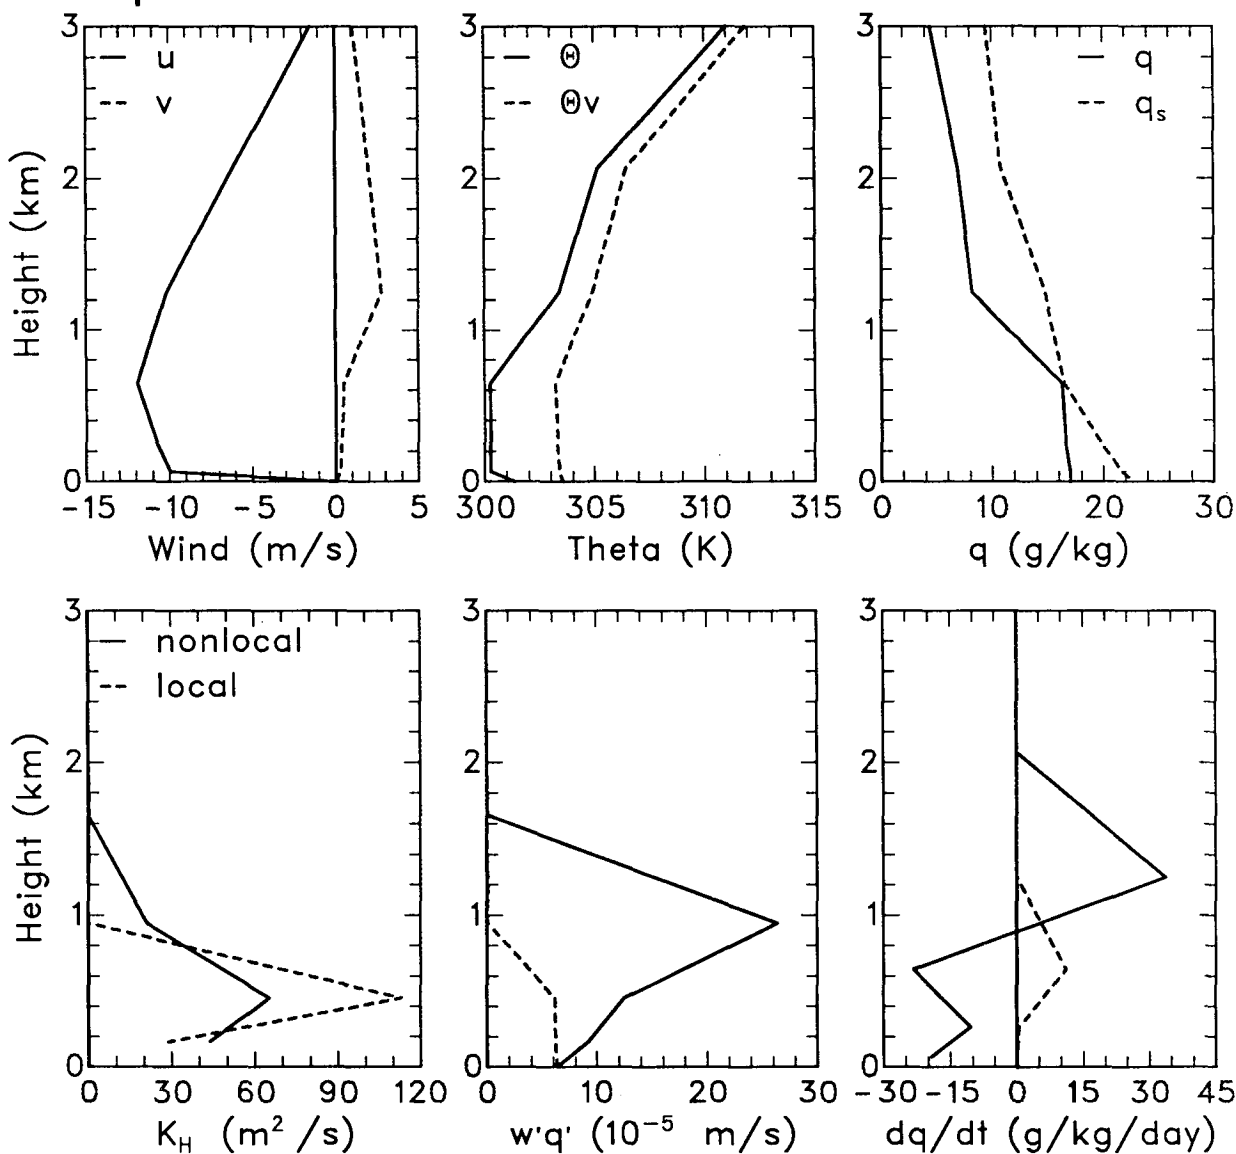 3
2
1
0
Height (km)
u
v
-15 -10 -5 0 5
Wind (m/s)
3
2
1
0
Θ
Θv
300 305 310 315
Theta (K)
3
2
1
0
q
qₛ
0 10 20 30
q (g/kg)
3
2
1
0
Height (km)
nonlocal
local
0 30 60 90 120
K_H (m² /s)
3
2
1
0
0 10 20 30
w'q' (10⁻⁵ m/s)
3
2
1
0
-30 -15 0 15 30 45
dq/dt (g/kg/day)